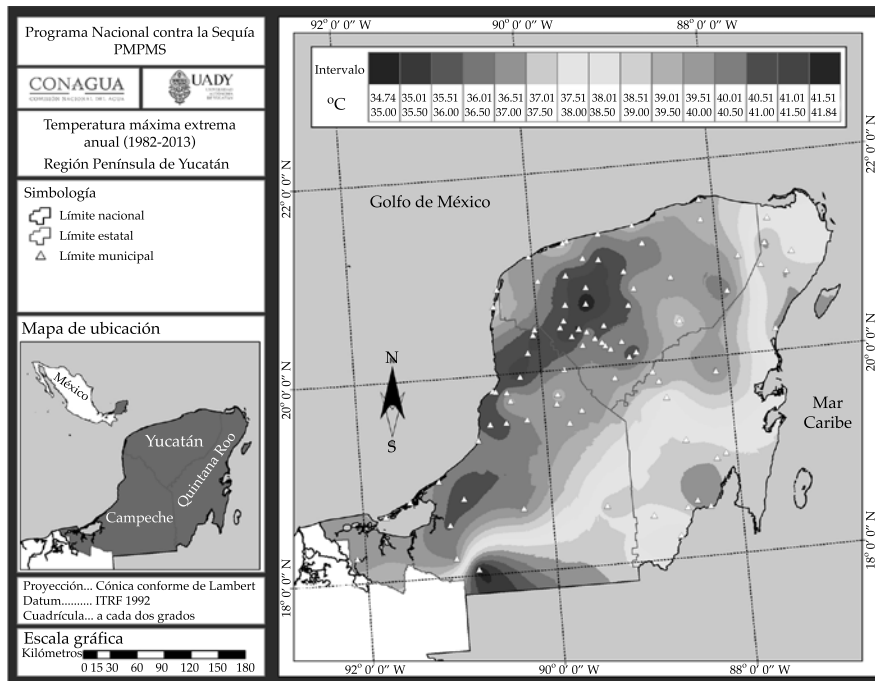 Programa Nacional contra la Sequía
PMPMS
CONAGUA
COMISIÓN NACIONAL DEL AGUA
UADY
UNIVERSIDAD
AUTÓNOMA
DE YUCATÁN
Temperatura máxima extrema
anual (1982-2013)
Región Península de Yucatán
Simbología
Límite nacional
Límite estatal
Límite municipal
Mapa de ubicación
México
Yucatán
Quintana Roo
Campeche
Proyección... Cónica conforme de Lambert
Datum.......... ITRF 1992
Cuadrícula... a cada dos grados
Escala gráfica
Kilómetros
0 15 30 60 90 120 150 180
92° 0' 0'' W 90° 0' 0'' W 88° 0' 0'' W
Intervalo
°C
34.74 35.01 35.51 36.01 36.51 37.01 37.51 38.01 38.51 39.01 39.51 40.01 40.51 41.01 41.51
35.00 35.50 36.00 36.50 37.00 37.50 38.00 38.50 39.00 39.50 40.00 40.50 41.00 41.50 41.84
22° 0' 0'' N
22° 0' 0'' N
Golfo de México
N
S
20° 0' 0'' N
20° 0' 0'' N
Mar
Caribe
18° 0' 0'' N
18° 0' 0'' N
92° 0' 0'' W 90° 0' 0'' W 88° 0' 0'' W